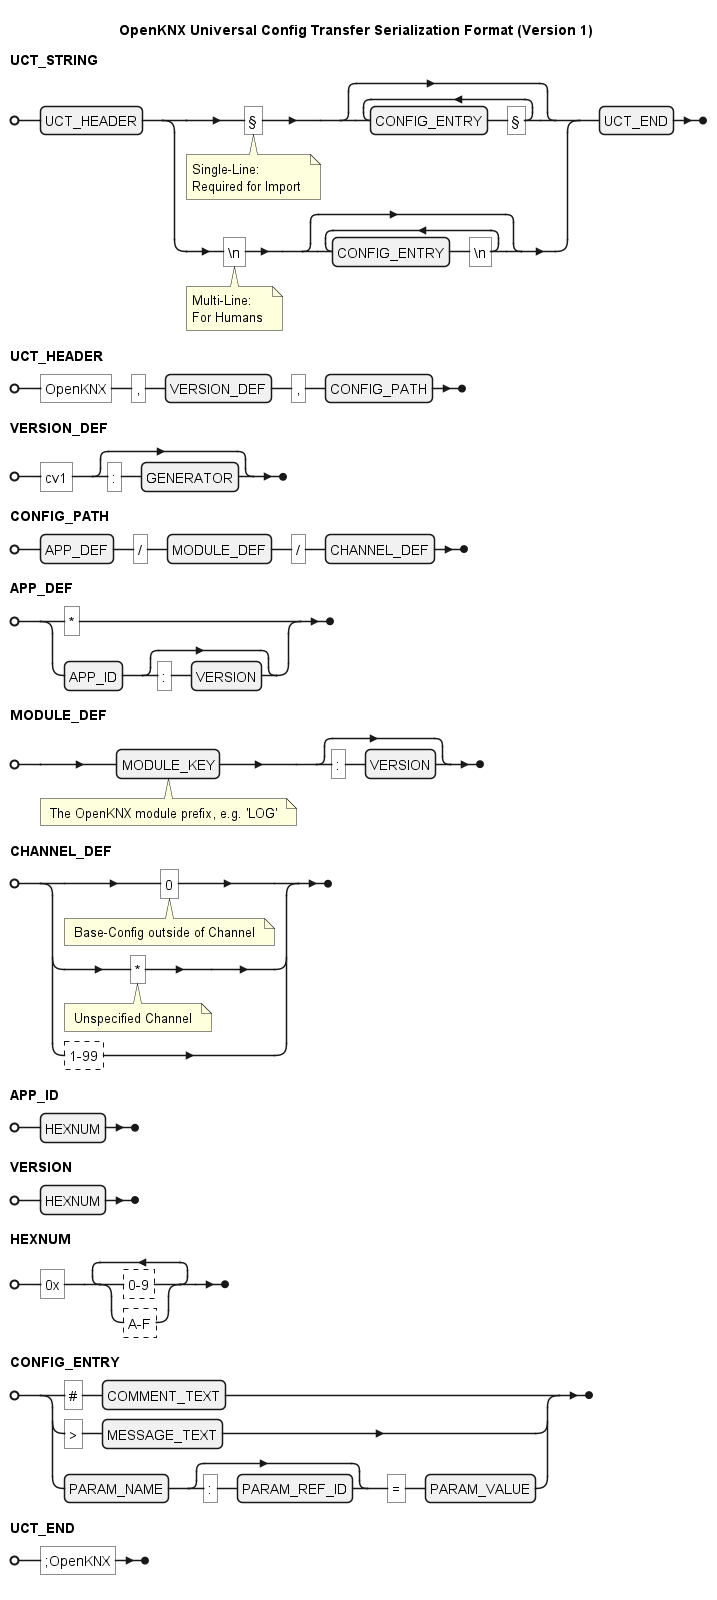 OpenKNX Universal Config Transfer Serialization Format (Version 1)
UCT_STRING
UCT_HEADER § CONFIG_ENTRY § UCT_END
Single-Line:
Required for Import
\n CONFIG_ENTRY \n
Multi-Line:
For Humans
UCT_HEADER
OpenKNX , VERSION_DEF , CONFIG_PATH
VERSION_DEF
cv1 : GENERATOR
CONFIG_PATH
APP_DEF / MODULE_DEF / CHANNEL_DEF
APP_DEF
*
APP_ID : VERSION
MODULE_DEF
MODULE_KEY : VERSION
The OpenKNX module prefix, e.g. 'LOG'
CHANNEL_DEF
0
Base-Config outside of Channel
*
Unspecified Channel
1-99
APP_ID
HEXNUM
VERSION
HEXNUM
HEXNUM
0x 0-9
A-F
CONFIG_ENTRY
# COMMENT_TEXT
> MESSAGE_TEXT
PARAM_NAME : PARAM_REF_ID = PARAM_VALUE
UCT_END
;OpenKNX